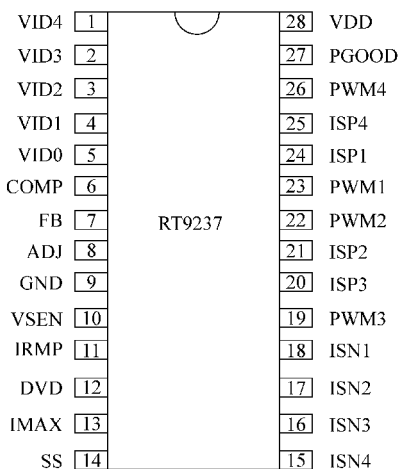 VID4 1 28 VDD
VID3 2 27 PGOOD
VID2 3 26 PWM4
VID1 4 25 ISP4
VID0 5 24 ISP1
COMP 6 23 PWM1
FB 7 RT9237 22 PWM2
ADJ 8 21 ISP2
GND 9 20 ISP3
VSEN 10 19 PWM3
IRMP 11 18 ISN1
DVD 12 17 ISN2
IMAX 13 16 ISN3
SS 14 15 ISN4